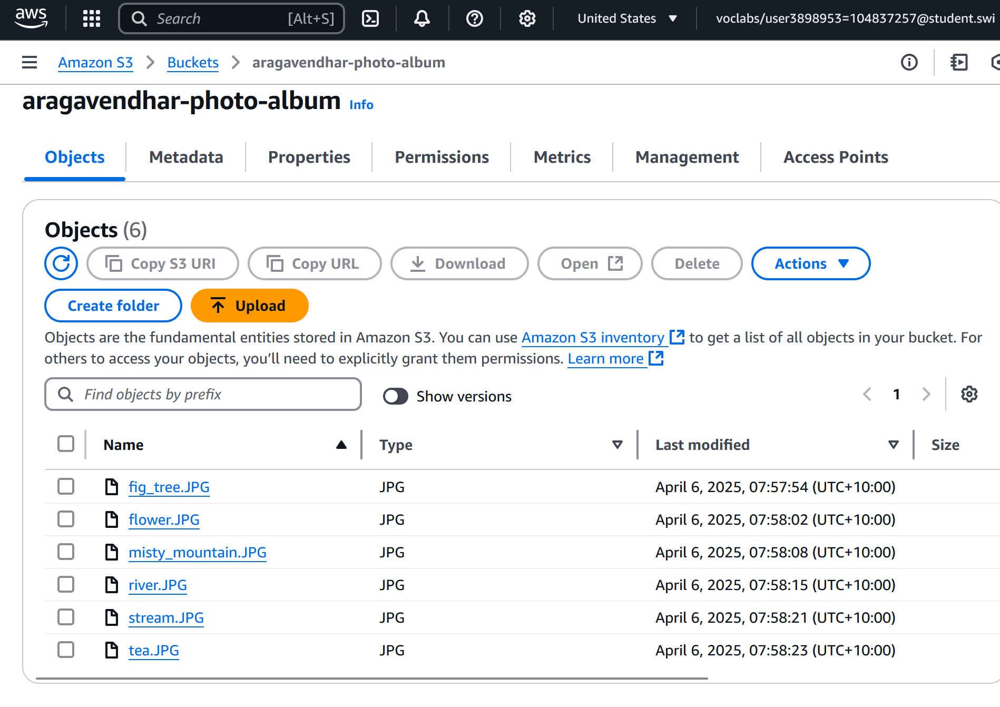 aws
Search [Alt+S]
United States
voclabs/user3898953=104837257@student.swi
Amazon S3 > Buckets > aragavendhar-photo-album
aragavendhar-photo-album Info
Objects Metadata Properties Permissions Metrics Management Access Points
Objects (6)
Copy S3 URI Copy URL Download Open Delete Actions
Create folder Upload
Objects are the fundamental entities stored in Amazon S3. You can use Amazon S3 inventory to get a list of all objects in your bucket. For
others to access your objects, you’ll need to explicitly grant them permissions. Learn more
Find objects by prefix Show versions 1
Name Type Last modified Size
fig_tree.JPG JPG April 6, 2025, 07:57:54 (UTC+10:00)
flower.JPG JPG April 6, 2025, 07:58:02 (UTC+10:00)
misty_mountain.JPG JPG April 6, 2025, 07:58:08 (UTC+10:00)
river.JPG JPG April 6, 2025, 07:58:15 (UTC+10:00)
stream.JPG JPG April 6, 2025, 07:58:21 (UTC+10:00)
tea.JPG JPG April 6, 2025, 07:58:23 (UTC+10:00)